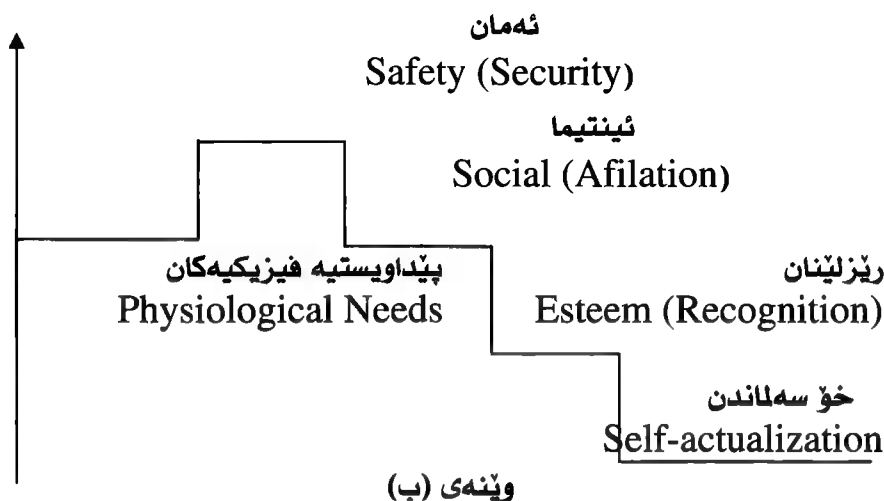 ئەمان
Safety (Security)
ئینتیما
Social (Afilation)
پێداویستیە فیزیکیەکان
Physiological Needs
ڕێزلێنان
Esteem (Recognition)
خۆ سەلماندن
Self-actualization
وێنەی (ب)